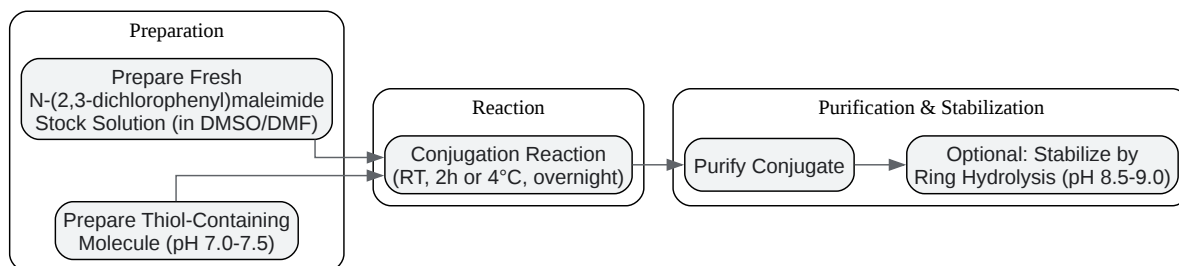 Preparation
Prepare Fresh
N-(2,3-dichlorophenyl)maleimide
Stock Solution (in DMSO/DMF)
Prepare Thiol-Containing
Molecule (pH 7.0-7.5)
Reaction
Conjugation Reaction
(RT, 2h or 4°C, overnight)
Purification & Stabilization
Purify Conjugate
Optional: Stabilize by
Ring Hydrolysis (pH 8.5-9.0)